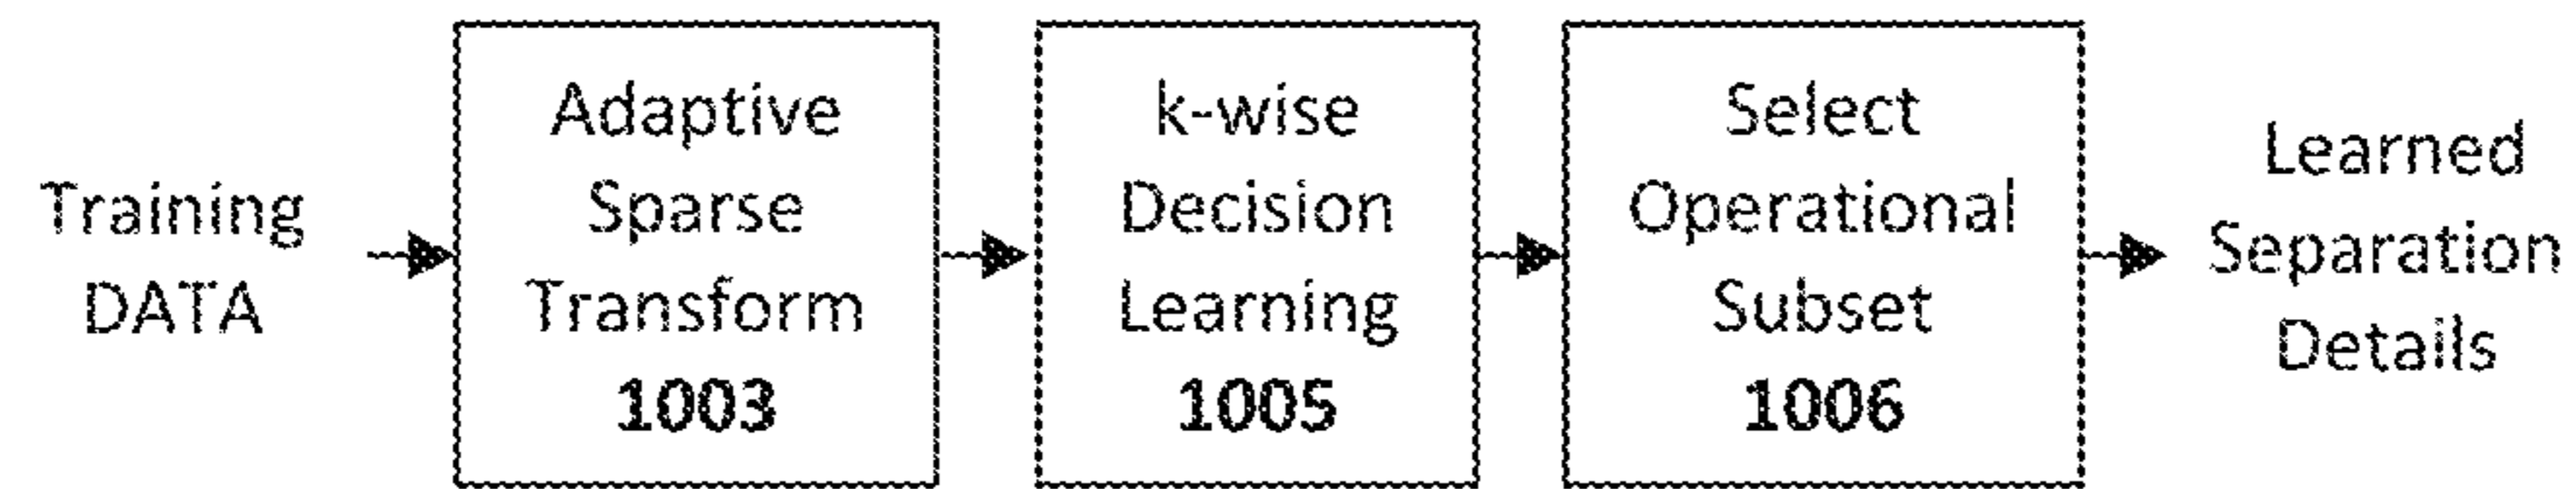 Training
DATA
Adaptive
Sparse
Transform
1003
k-wise
Decision
Learning
1005
Select
Operational
Subset
1006
Learned
Separation
Details